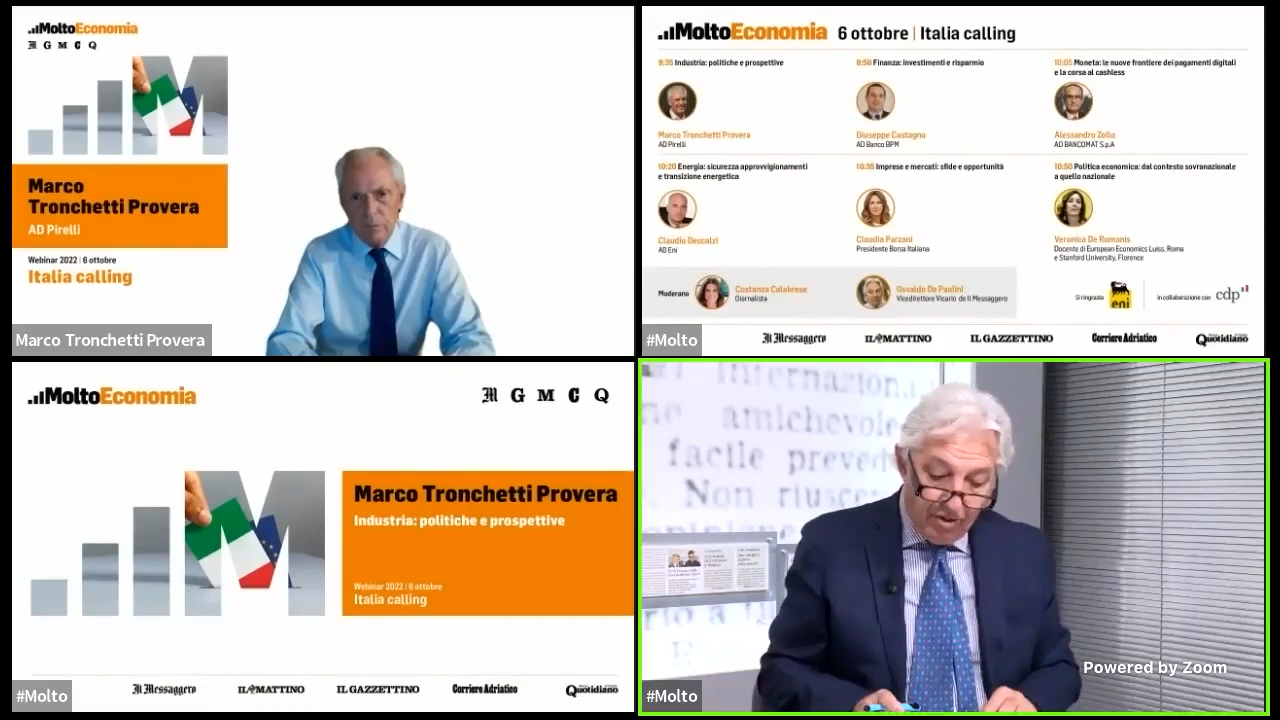 MoltoEconomia
M G M C Q
Marco
Tronchetti Provera
AD Pirelli
Webinar 2022 | 6 ottobre
Italia calling
Marco Tronchetti Provera
MoltoEconomia 6 ottobre | Italia calling
9:35 Industria: politiche e prospettive
Marco Tronchetti Provera
AD Pirelli
9:50 Finanza: investimenti e risparmio
Giuseppe Castagna
AD Banco BPM
10:05 Moneta: le nuove frontiere dei pagamenti digitali
e la corsa al cashless
Alessandro Zollo
AD BANCOMAT S.p.A
10:20 Energia: sicurezza approvvigionamenti
e transizione energetica
Claudio Descalzi
AD Eni
10:35 Imprese e mercati: sfide e opportunità
Claudia Parzani
Presidente Borsa Italiana
10:50 Politica economica: dal contesto sovranazionale
a quello nazionale
Veronica De Romanis
Docente di European Economics Luiss, Roma
e Stanford University, Florence
Moderano
Costanza Calabrese
Giornalista
Osvaldo De Paolini
Vicedirettore Vicario de Il Messaggero
Si ringrazia
eni
In collaborazione con
cdp
#Molto
Il Messaggero
IL MATTINO
IL GAZZETTINO
Corriere Adriatico
Quotidiano
MoltoEconomia
M G M C Q
Marco Tronchetti Provera
Industria: politiche e prospettive
Webinar 2022 | 6 ottobre
Italia calling
#Molto
Il Messaggero
IL MATTINO
IL GAZZETTINO
Corriere Adriatico
Quotidiano
internazion
ne amichevole
facile preved
Non riusc
Powered by Zoom
#Molto